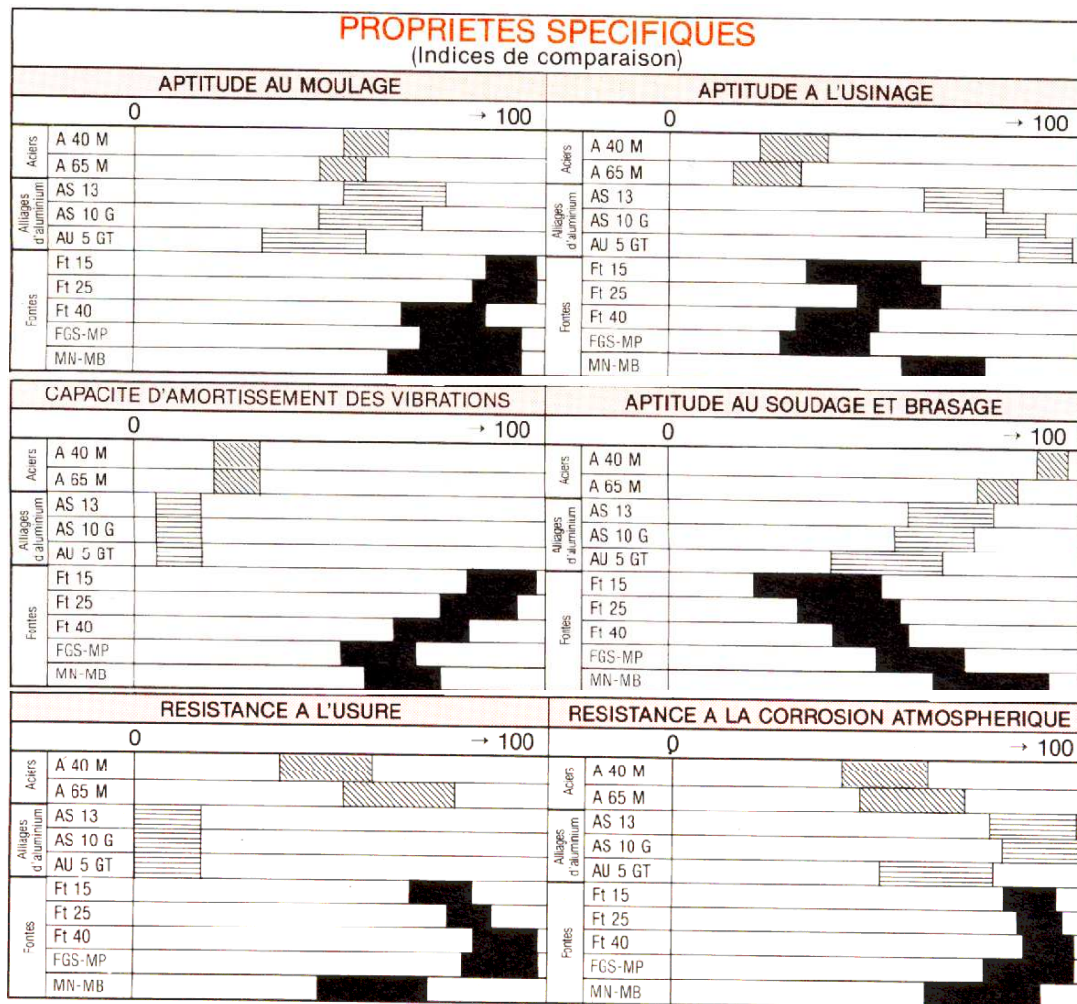 PROPRIETES SPECIFIQUES
(Indices de comparaison)
APTITUDE AU MOULAGE
0 → 100
Aciers
A 40 M
A 65 M
Alliages d'aluminium
AS 13
AS 10 G
AU 5 GT
Fontes
Ft 15
Ft 25
Ft 40
FGS-MP
MN-MB
APTITUDE A L'USINAGE
0 → 100
Aciers
A 40 M
A 65 M
Alliages d'aluminium
AS 13
AS 10 G
AU 5 GT
Fontes
Ft 15
Ft 25
Ft 40
FGS-MP
MN-MB
CAPACITE D'AMORTISSEMENT DES VIBRATIONS
0 → 100
Aciers
A 40 M
A 65 M
Alliages d'aluminium
AS 13
AS 10 G
AU 5 GT
Fontes
Ft 15
Ft 25
Ft 40
FGS-MP
MN-MB
APTITUDE AU SOUDAGE ET BRASAGE
0 → 100
Aciers
A 40 M
A 65 M
Alliages d'aluminium
AS 13
AS 10 G
AU 5 GT
Fontes
Ft 15
Ft 25
Ft 40
FGS-MP
MN-MB
RESISTANCE A L'USURE
0 → 100
Aciers
A 40 M
A 65 M
Alliages d'aluminium
AS 13
AS 10 G
AU 5 GT
Fontes
Ft 15
Ft 25
Ft 40
FGS-MP
MN-MB
RESISTANCE A LA CORROSION ATMOSPHERIQUE
0 → 100
Aciers
A 40 M
A 65 M
Alliages d'aluminium
AS 13
AS 10 G
AU 5 GT
Fontes
Ft 15
Ft 25
Ft 40
FGS-MP
MN-MB